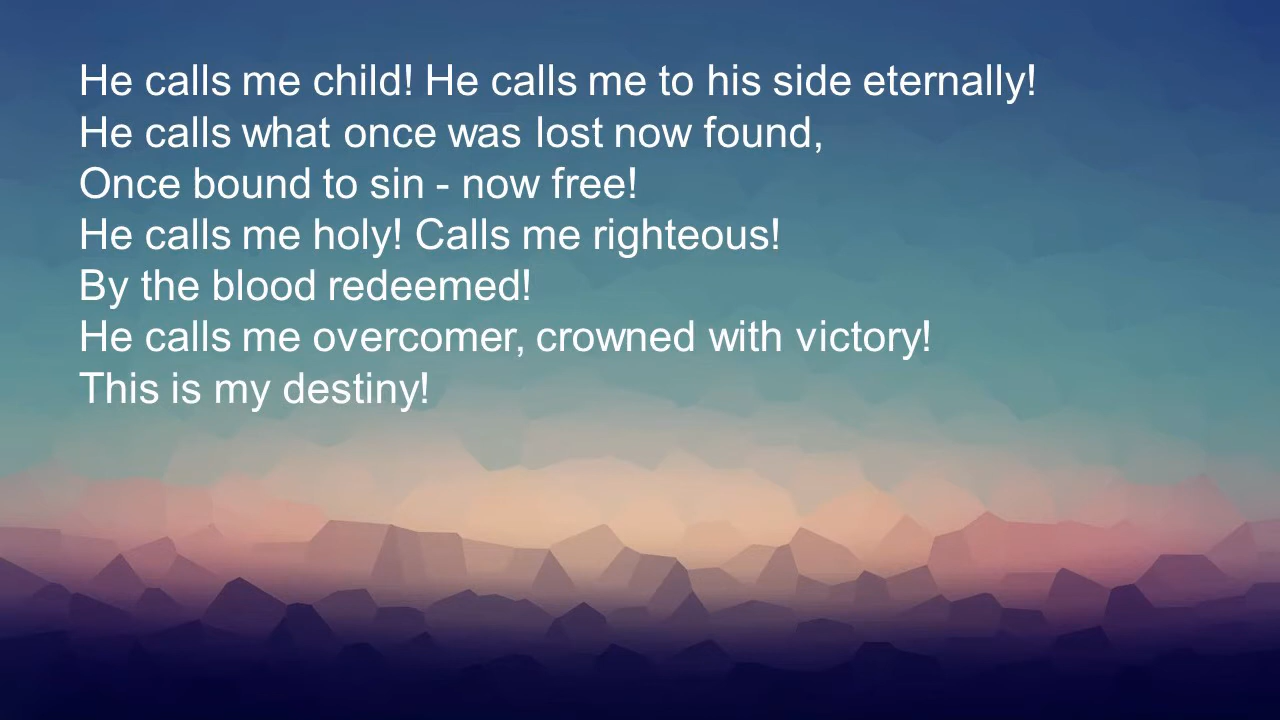 He calls me child! He calls me to his side eternally!
He calls what once was lost now found,
Once bound to sin - now free!
He calls me holy! Calls me righteous!
By the blood redeemed!
He calls me overcomer, crowned with victory!
This is my destiny!